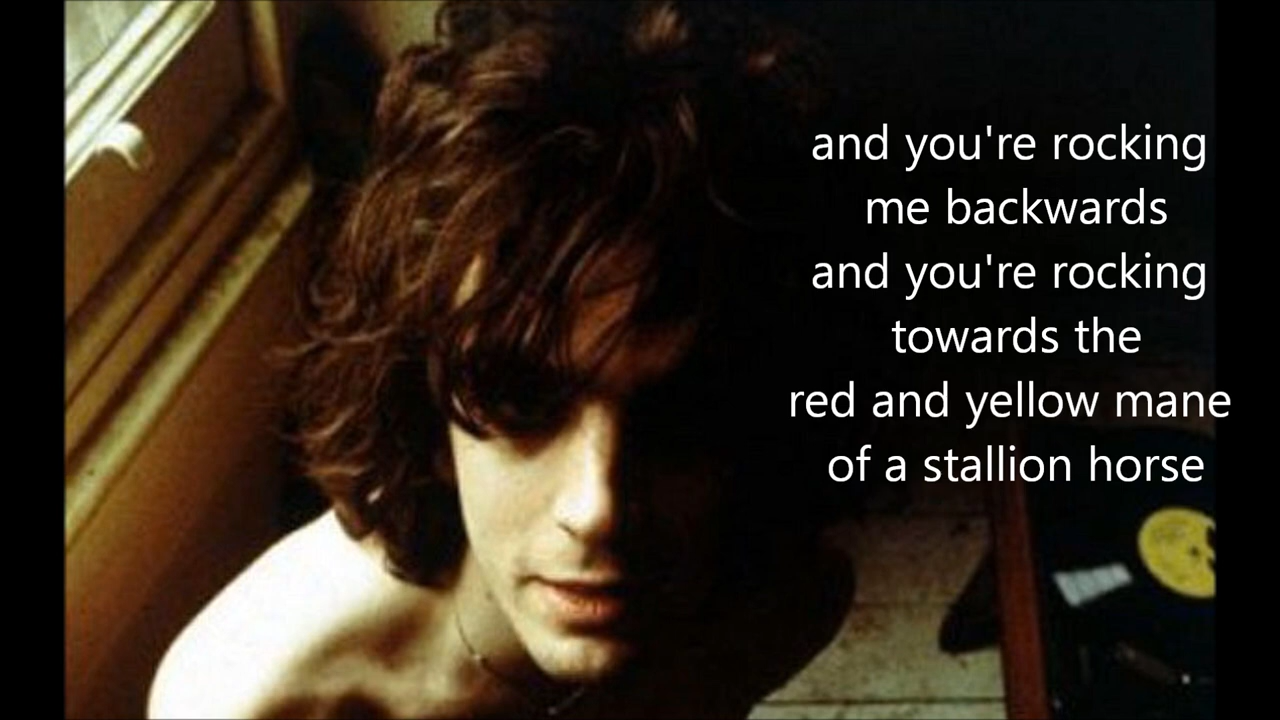 and you're rocking
me backwards
and you're rocking
towards the
red and yellow mane
of a stallion horse